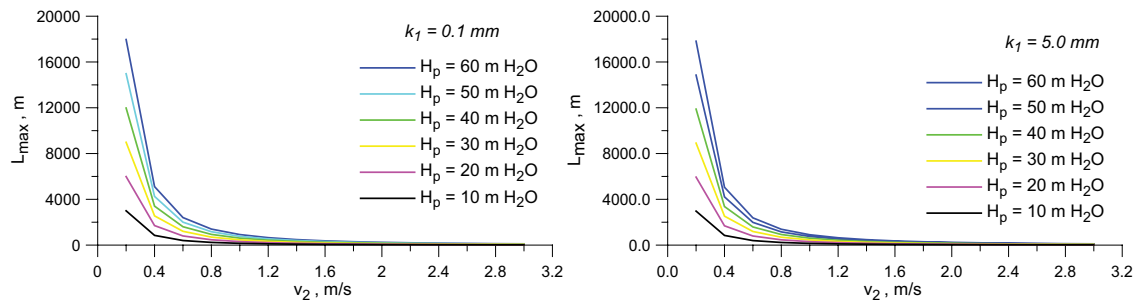 20000
16000
12000
8000
4000
0
L_max , m
k_1 = 0.1 mm
H_p = 60 m H_2O
H_p = 50 m H_2O
H_p = 40 m H_2O
H_p = 30 m H_2O
H_p = 20 m H_2O
H_p = 10 m H_2O
0 0.4 0.8 1.2 1.6 2 2.4 2.8 3.2
v_2 , m/s
20000.0
16000.0
12000.0
8000.0
4000.0
0.0
L_max , m
k_1 = 5.0 mm
H_p = 60 m H_2O
H_p = 50 m H_2O
H_p = 40 m H_2O
H_p = 30 m H_2O
H_p = 20 m H_2O
H_p = 10 m H_2O
0.0 0.4 0.8 1.2 1.6 2.0 2.4 2.8 3.2
v_2 , m/s